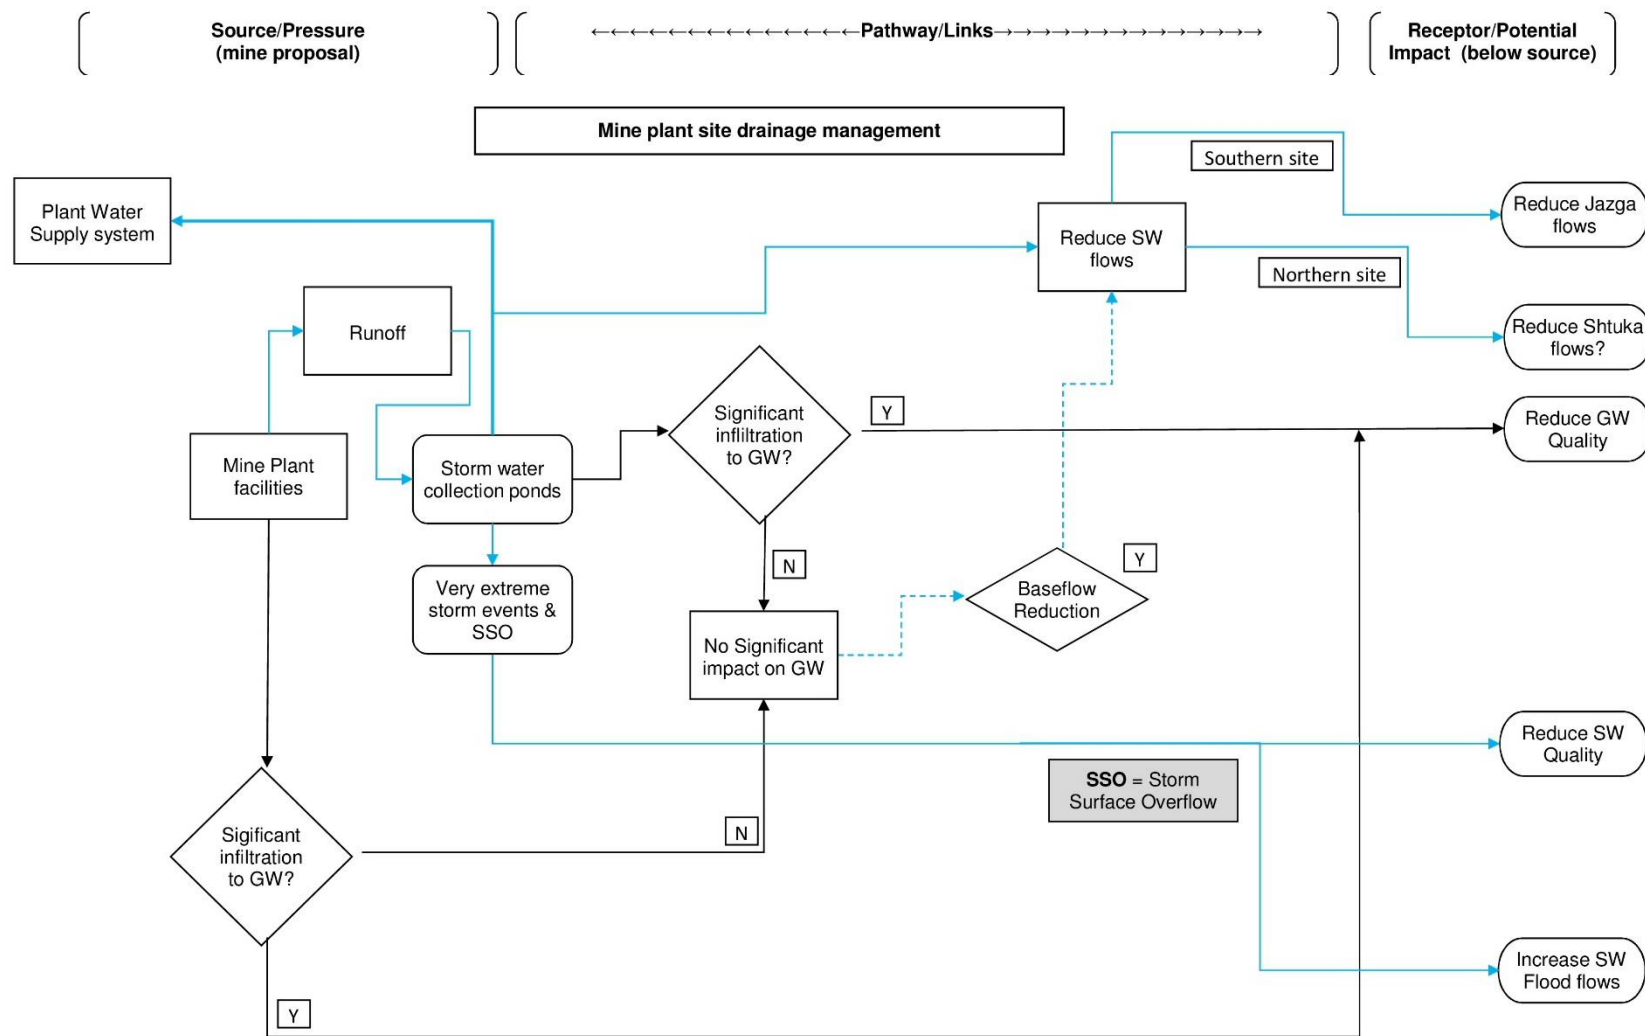 Source/Pressure
(mine proposal)
←←←←←←←←←←←←←←Pathway/Links→→→→→→→→→→→→→→
Receptor/Potential
Impact (below source)
Mine plant site drainage management
Southern site
Plant Water
Supply system
Reduce SW
flows
Reduce Jazga
flows
Northern site
Runoff
Reduce Shtuka
flows?
Significant
infliltration
to GW?
Y
Reduce GW
Quality
Mine Plant
facilities
Storm water
collection ponds
N
Very extreme
storm events &
SSO
Baseflow
Reduction
Y
No Significant
impact on GW
Reduce SW
Quality
SSO = Storm
Surface Overflow
Sigificant
infiltration
to GW?
N
Increase SW
Flood flows
Y